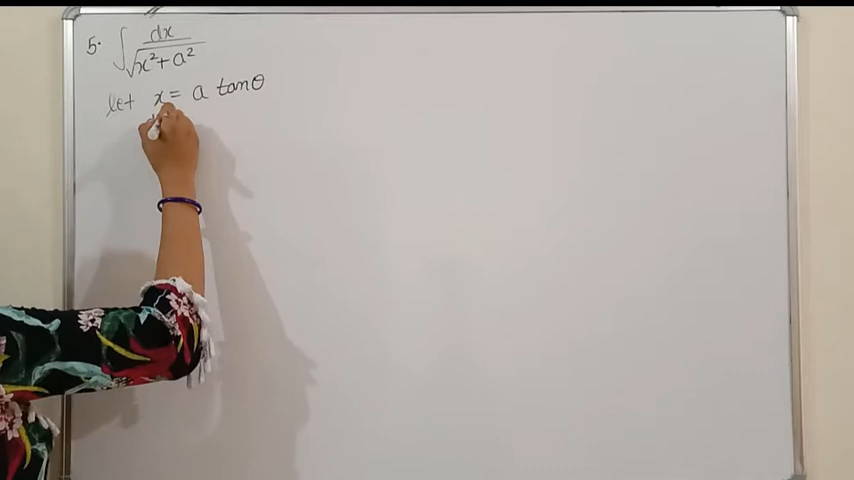 5. ∫ dx / √(x² + a²)
let x = a tanθ